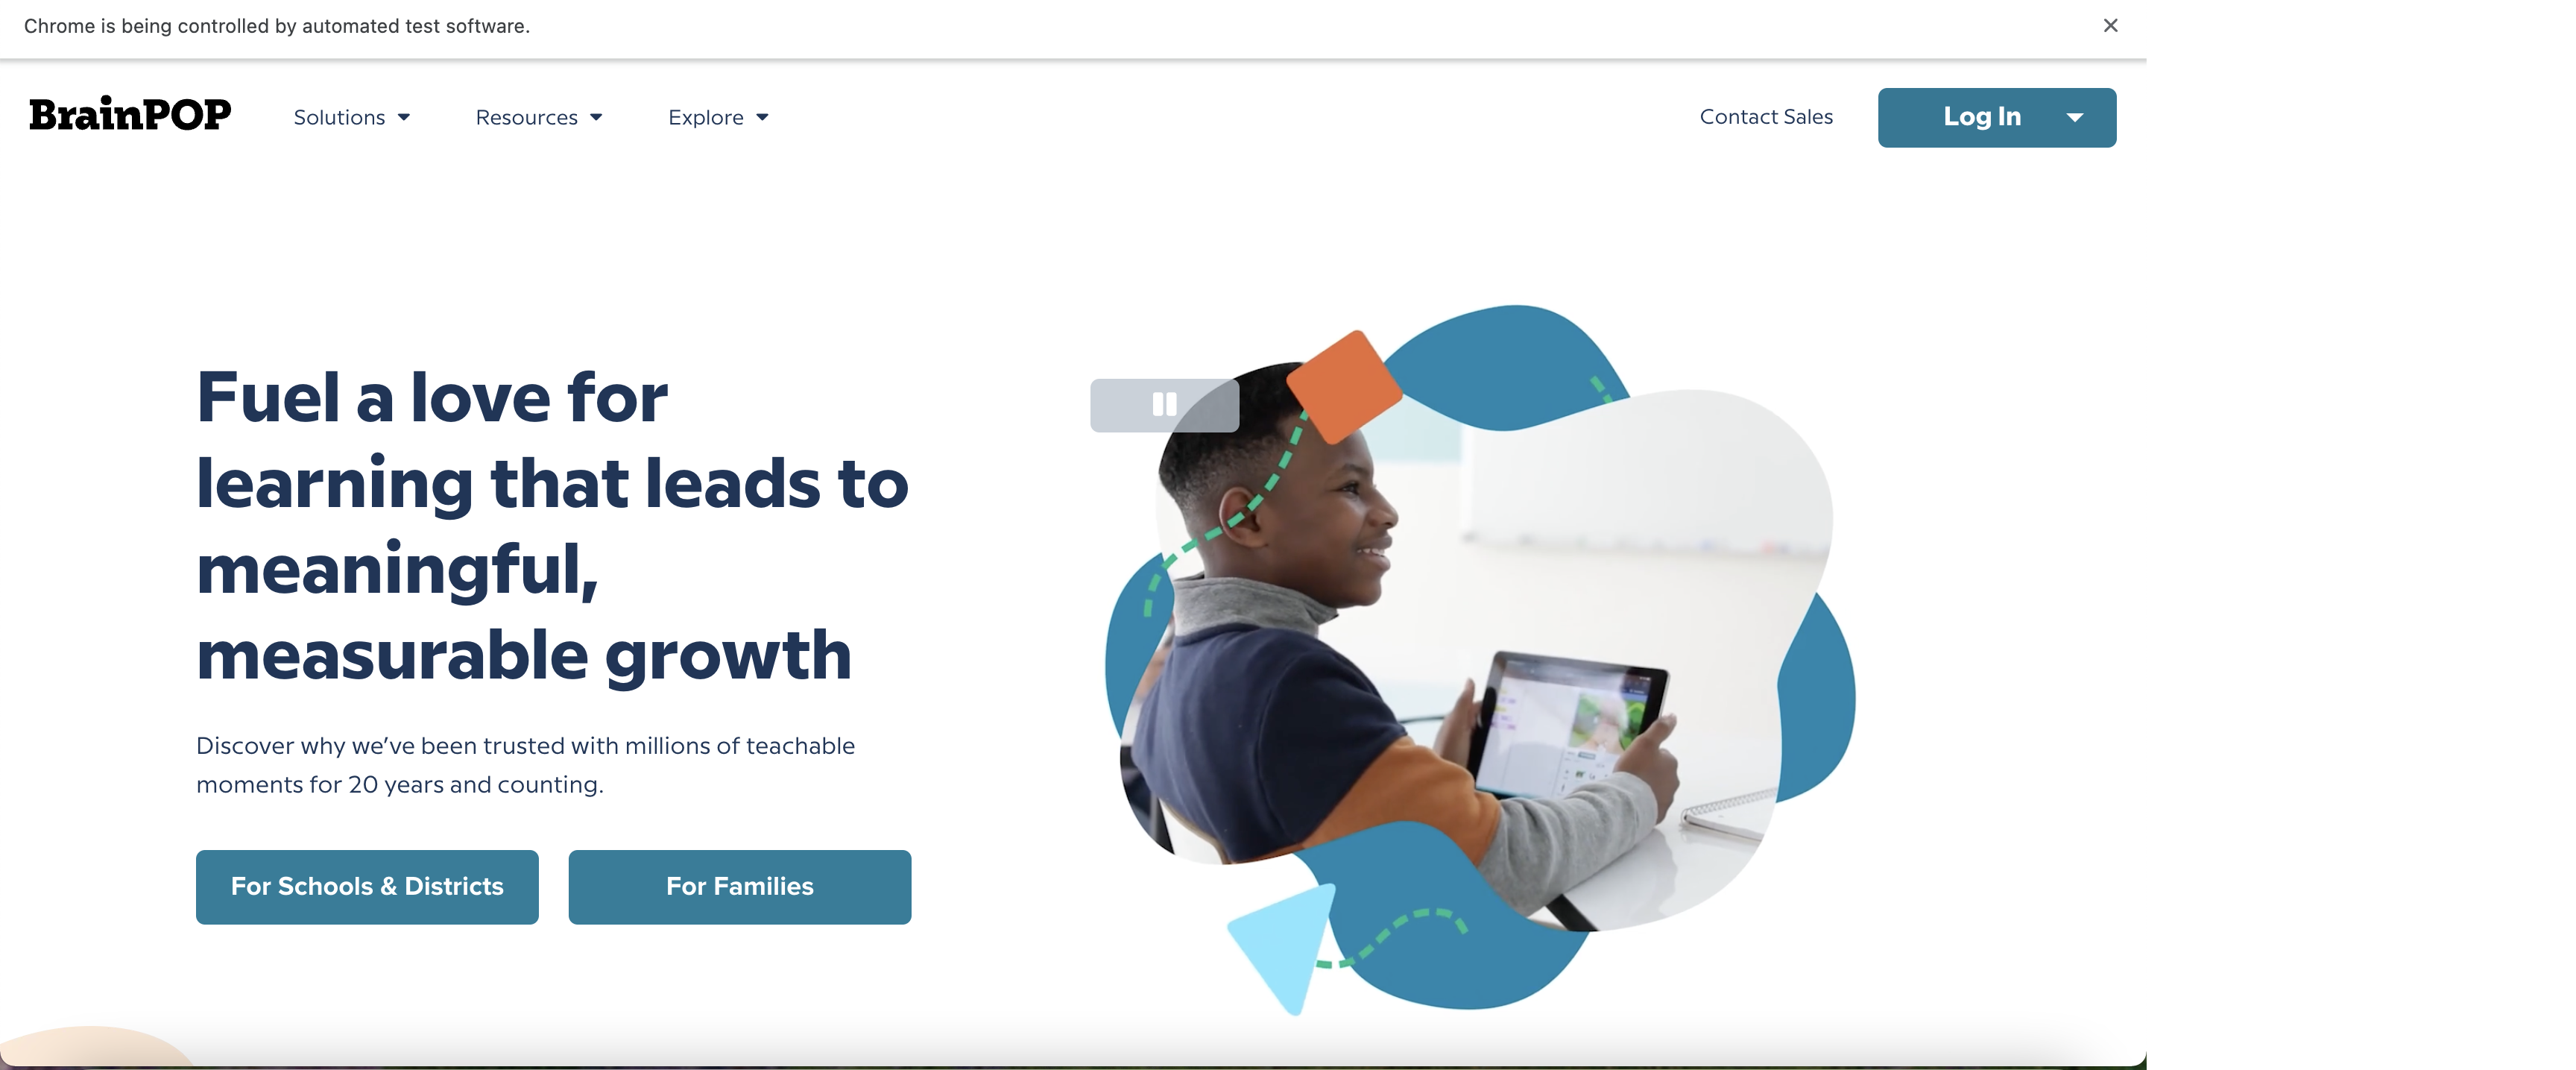 Chrome is being controlled by automated test software.
BrainPOP
Solutions
Resources
Explore
Contact Sales
Log In
Fuel a love for
learning that leads to
meaningful,
measurable growth
Discover why we’ve been trusted with millions of teachable
moments for 20 years and counting.
For Schools & Districts
For Families